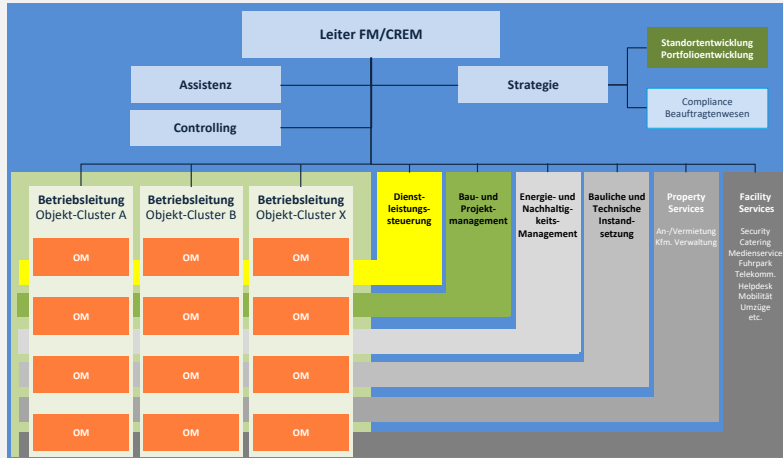 Leiter FM/CREM
Assistenz
Controlling
Strategie
Standortentwicklung
Portfolioentwicklung
Compliance
Beauftragtenwesen
Betriebsleitung
Objekt-Cluster A
Betriebsleitung
Objekt-Cluster B
Betriebsleitung
Objekt-Cluster X
Dienst-
leistungs-
steuerung
Bau- und
Projekt-
management
Energie- und
Nachhaltig-
keits-
Management
Bauliche und
Technische
Instand-
setzung
Property
Services
An-/Vermietung
Kfm. Verwaltung
Facility
Services
Security
Catering
Medienservice
Fuhrpark
Telekomm.
Helpdesk
Mobilität
Umzüge
etc.
OM
OM
OM
OM
OM
OM
OM
OM
OM
OM
OM
OM